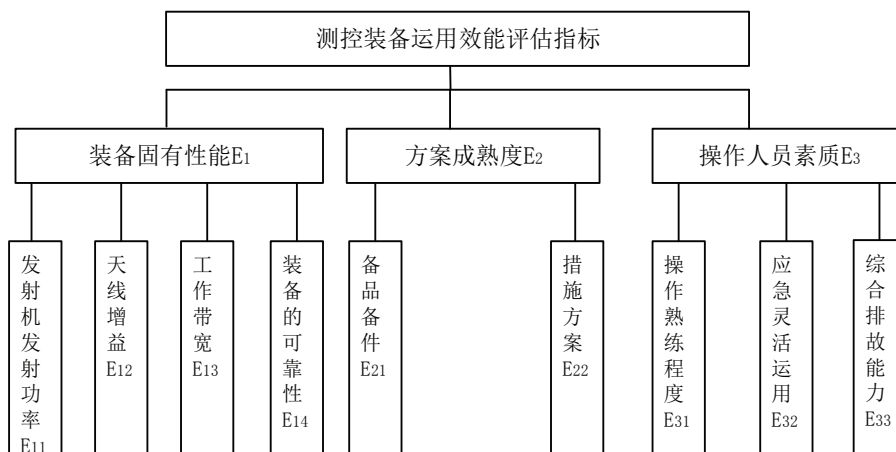 测控装备运用效能评估指标
装备固有性能E1
方案成熟度E2
操作人员素质E3
发射机发射功率E11
天线增益E12
工作带宽E13
装备的可靠性E14
备品备件E21
措施方案E22
操作熟练程度E31
应急灵活运用E32
综合排故能力E33